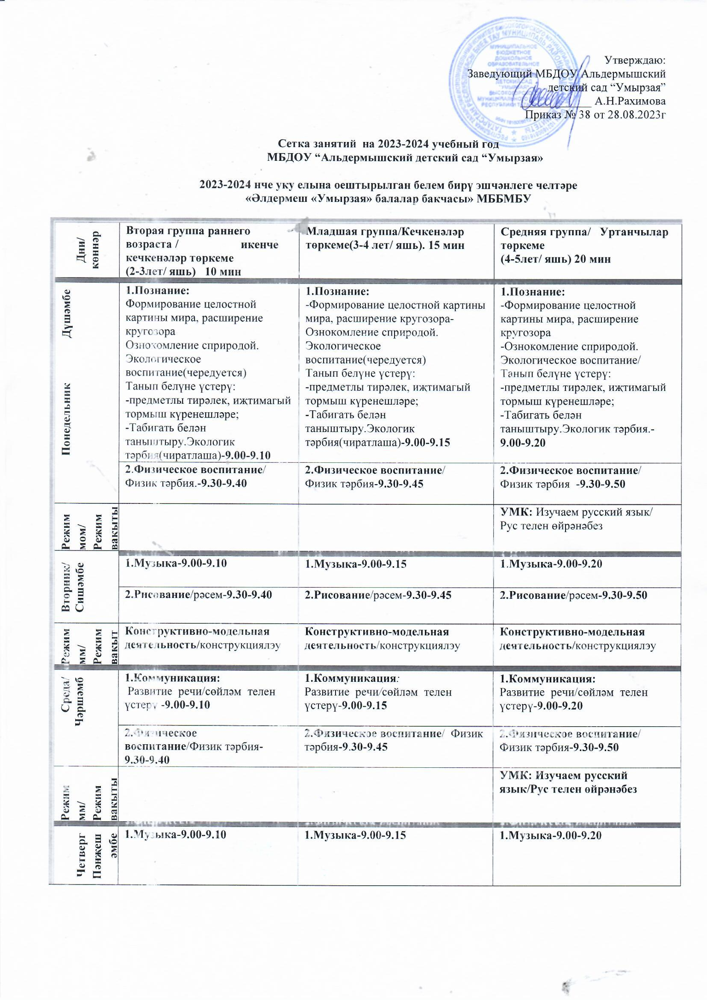 Утверждаю:
Заведующий МБДОУ Альдермышский
детский сад “Умырзая”
____________ А.Н.Рахимова
Приказ № 38 от 28.08.2023г
МУНИЦИПАЛЬНОЕ
БЮДЖЕТНОЕ
ДОШКОЛЬНОЕ
ОБРАЗОВАТЕЛЬНОЕ
УЧРЕЖДЕНИЕ
ДЕТСКИЙ САД
"УМЫРЗАЯ"
Сетка занятий на 2023-2024 учебный год
МБДОУ “Альдермышский детский сад “Умырзая»
2023-2024 нче уку елына оештырылган белем бирү эшчәнлеге челтәре
«Әлдермеш «Умырзая» балалар бакчасы» МББМБУ
Дни/
көннәр
Вторая группа раннего
возраста / икенче
кечкенәләр төркеме
(2-3лет/ яшь) 10 мин
Младшая группа/Кечкенәләр
төркеме(3-4 лет/ яшь). 15 мин
Средняя группа/ Уртанчылар
төркеме
(4-5лет/ яшь) 20 мин
Понедельник Дүшәмбе
1.Познание:
Формирование целостной
картины мира, расширение
кругозора
Ознокомление сприродой.
Экологическое
воспитание(чередуется)
Танып белүне үстерү:
-предметлы тирәлек, иҗтимагый
тормыш күренешләре;
-Табигать белән
таныштыру.Экологик
тәрбия(чиратлаша)-9.00-9.10
1.Познание:
-Формирование целостной картины
мира, расширение кругозора-
Ознокомление сприродой.
Экологическое
воспитание(чередуется)
Танып белүне үстерү:
-предметлы тирәлек, иҗтимагый
тормыш күренешләре;
-Табигать белән
таныштыру.Экологик
тәрбия(чиратлаша)-9.00-9.15
1.Познание:
-Формирование целостной
картины мира, расширение
кругозора
-Ознокомление сприродой.
Экологическое воспитание/
Танып белүне үстерү:
-предметлы тирәлек, иҗтимагый
тормыш күренешләре;
-Табигать белән
таныштыру.Экологик тәрбия.-
9.00-9.20
2.Физическое воспитание/
Физик тәрбия.-9.30-9.40
2.Физическое воспитание/
Физик тәрбия-9.30-9.45
2.Физическое воспитание/
Физик тәрбия -9.30-9.50
Режим
мом/
Режим
вакыты
УМК: Изучаем русский язык/
Рус телен өйрәнәбез
Вторник/
Сишәмбе
1.Музыка-9.00-9.10
1.Музыка-9.00-9.15
1.Музыка-9.00-9.20
2.Рисование/рәсем-9.30-9.40
2.Рисование/рәсем-9.30-9.45
2.Рисование/рәсем-9.30-9.50
Режим
мм/
Режим
вакыт
Конструктивно-модельная
деятельность/конструкцияләу
Конструктивно-модельная
деятельность/конструкцияләу
Конструктивно-модельная
деятельность/конструкцияләу
Среда/
Чәршәмб
1.Коммуникация:
Развитие речи/сөйләм телен
үстерү -9.00-9.10
1.Коммуникация:
Развитие речи/сөйләм телен
үстерү-9.00-9.15
1.Коммуникация:
Развитие речи/сөйләм телен
үстерү-9.00-9.20
2.Физическое
воспитание/Физик тәрбия-
9.30-9.40
2.Физическое воспитание/ Физик
тәрбия-9.30-9.45
2.Физическое воспитание/
Физик тәрбия-9.30-9.50
Режим
мм/
Режим
вакыты
УМК: Изучаем русский
язык/Рус телен өйрәнәбез
Четверг
Пәнҗеш
әмбе
1.Музыка-9.00-9.10
1.Музыка-9.00-9.15
1.Музыка-9.00-9.20